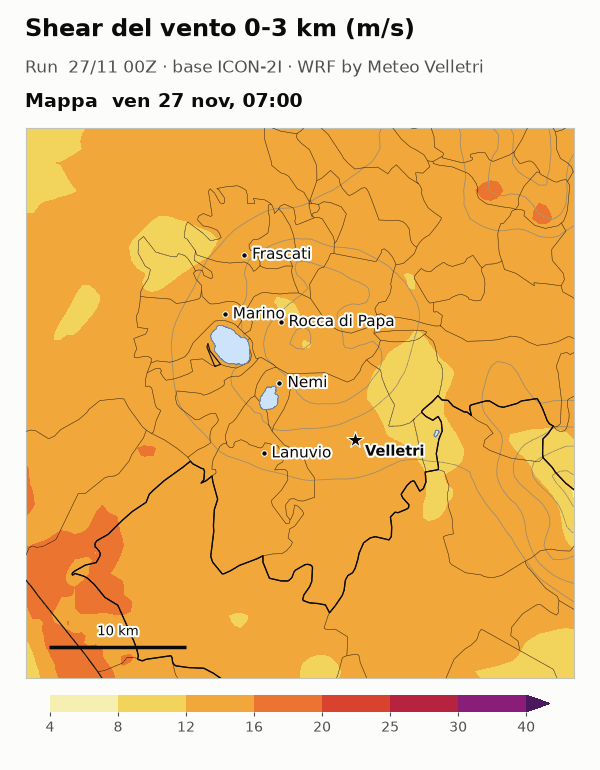 Shear del vento 0-3 km (m/s)
Run  27/11 00Z · base ICON-2I · WRF by Meteo Velletri
Mappa  ven 27 nov, 07:00
Frascati
Marino
Rocca di Papa
Nemi
Velletri
Lanuvio
10 km
4 8 12 16 20 25 30 40